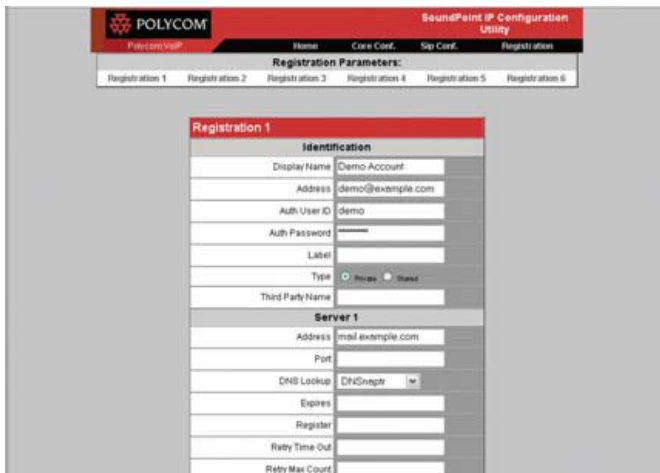 POLYCOM
SoundPoint IP Configuration
Utility
Polycom VoIP Home Core Conf. Sip Conf. Registration
Registration Parameters:
Registration 1 Registration 2 Registration 3 Registration 4 Registration 5 Registration 6
Registration 1
Identification
Display Name Demo Account
Address demo@example.com
Auth User ID demo
Auth Password ********
Label
Type Private Shared
Third Party Name
Server 1
Address mail.example.com
Port
DNS Lookup DNSnaptr
Expires
Register
Retry Time Out
Retry Max Count